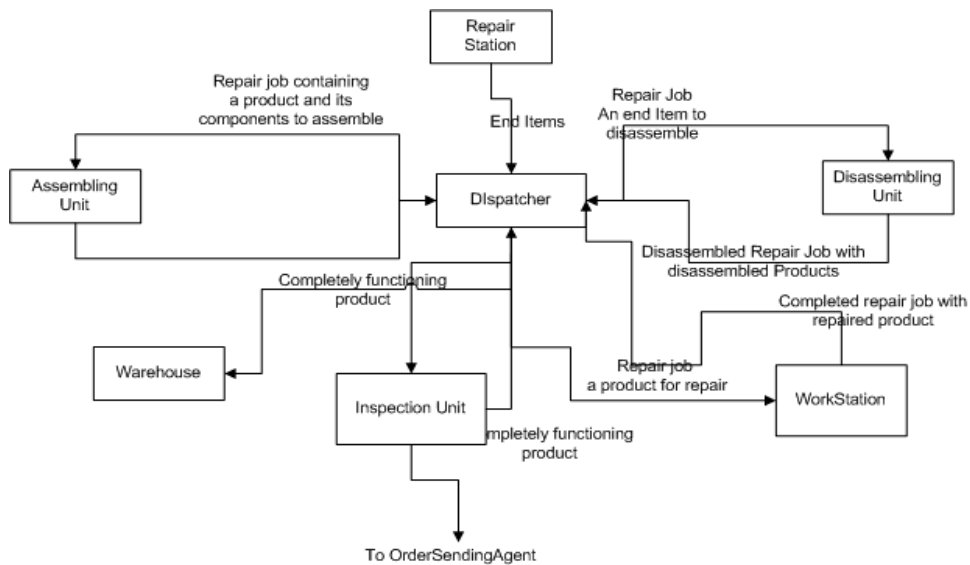 Repair
Station
Repair job containing
a product and its
components to assemble
Repair Job
An end Item to
disassemble
End Items
Assembling
Unit
DIspatcher
Disassembling
Unit
Disassembled Repair Job with
disassembled Products
Completely functioning
product
Completed repair job with
repaired product
Warehouse
Repair job
a product for repair
Inspection Unit
WorkStation
mpletely functioning
product
To OrderSendingAgent